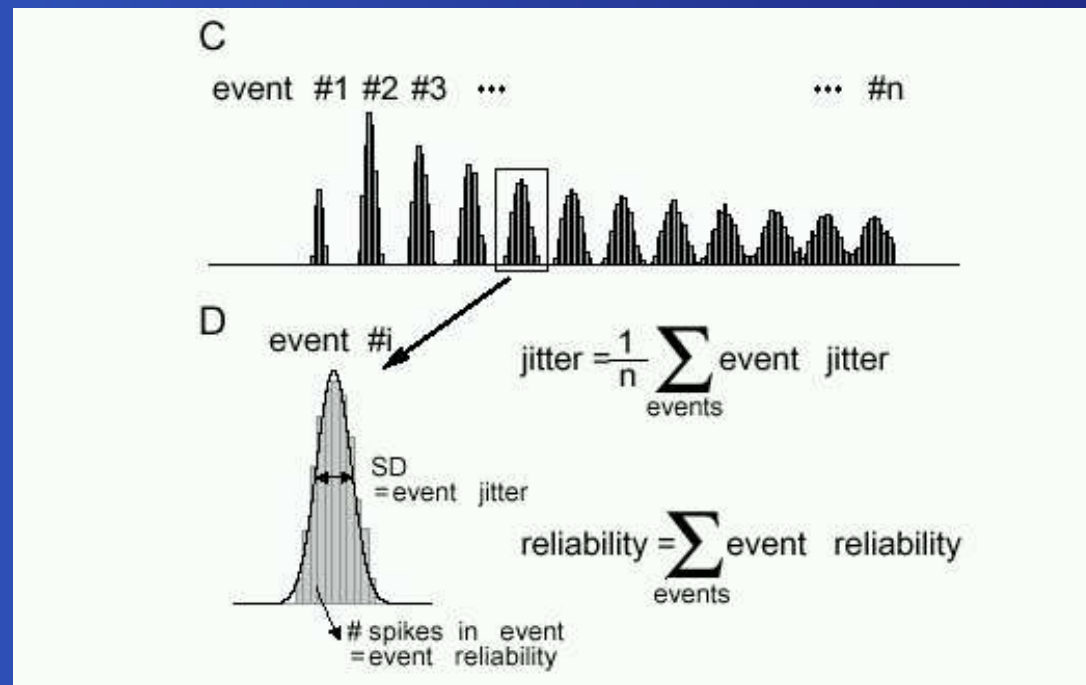 C
event #1 #2 #3 ... ... #n
D
event #i
jitter = 1/n ∑ event jitter
events
SD
=event jitter
reliability = ∑ event reliability
events
# spikes in event
=event reliability